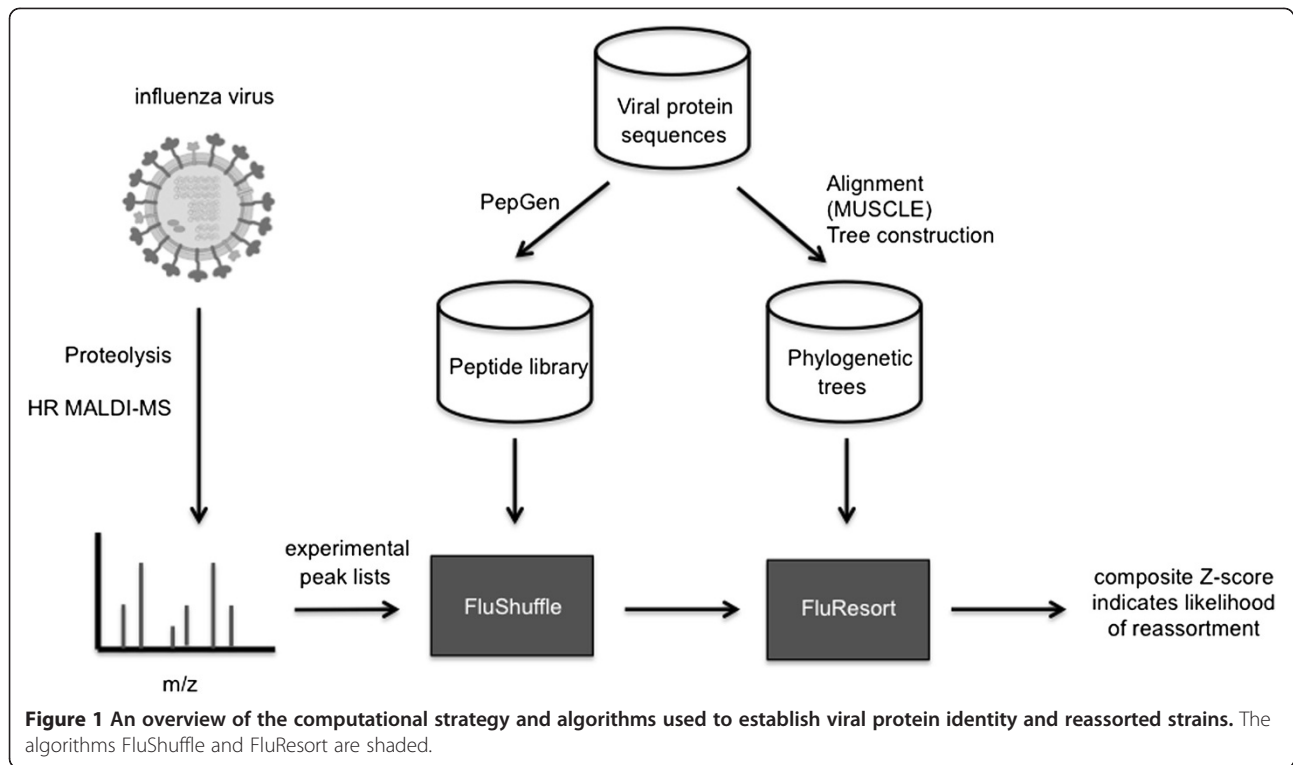 influenza virus
Viral protein
sequences
PepGen
Alignment
(MUSCLE)
Tree construction
Proteolysis
HR MALDI-MS
Peptide library
Phylogenetic
trees
experimental
peak lists
FluShuffle
FluResort
composite Z-score
indicates likelihood
of reassortment
m/z
Figure 1 An overview of the computational strategy and algorithms used to establish viral protein identity and reassorted strains. The
algorithms FluShuffle and FluResort are shaded.